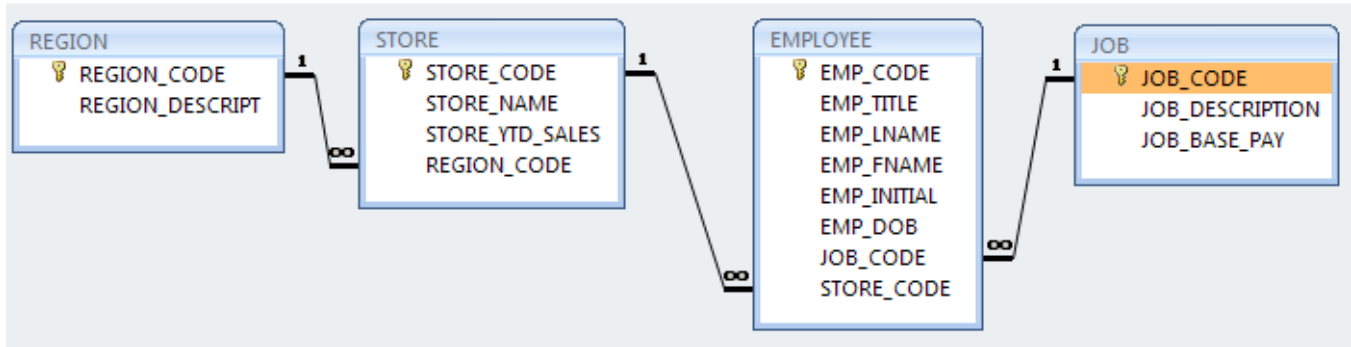 REGION
REGION_CODE
REGION_DESCRIPT
1
∞
STORE
STORE_CODE
STORE_NAME
STORE_YTD_SALES
REGION_CODE
1
∞
EMPLOYEE
EMP_CODE
EMP_TITLE
EMP_LNAME
EMP_FNAME
EMP_INITIAL
EMP_DOB
JOB_CODE
STORE_CODE
1
∞
JOB
JOB_CODE
JOB_DESCRIPTION
JOB_BASE_PAY